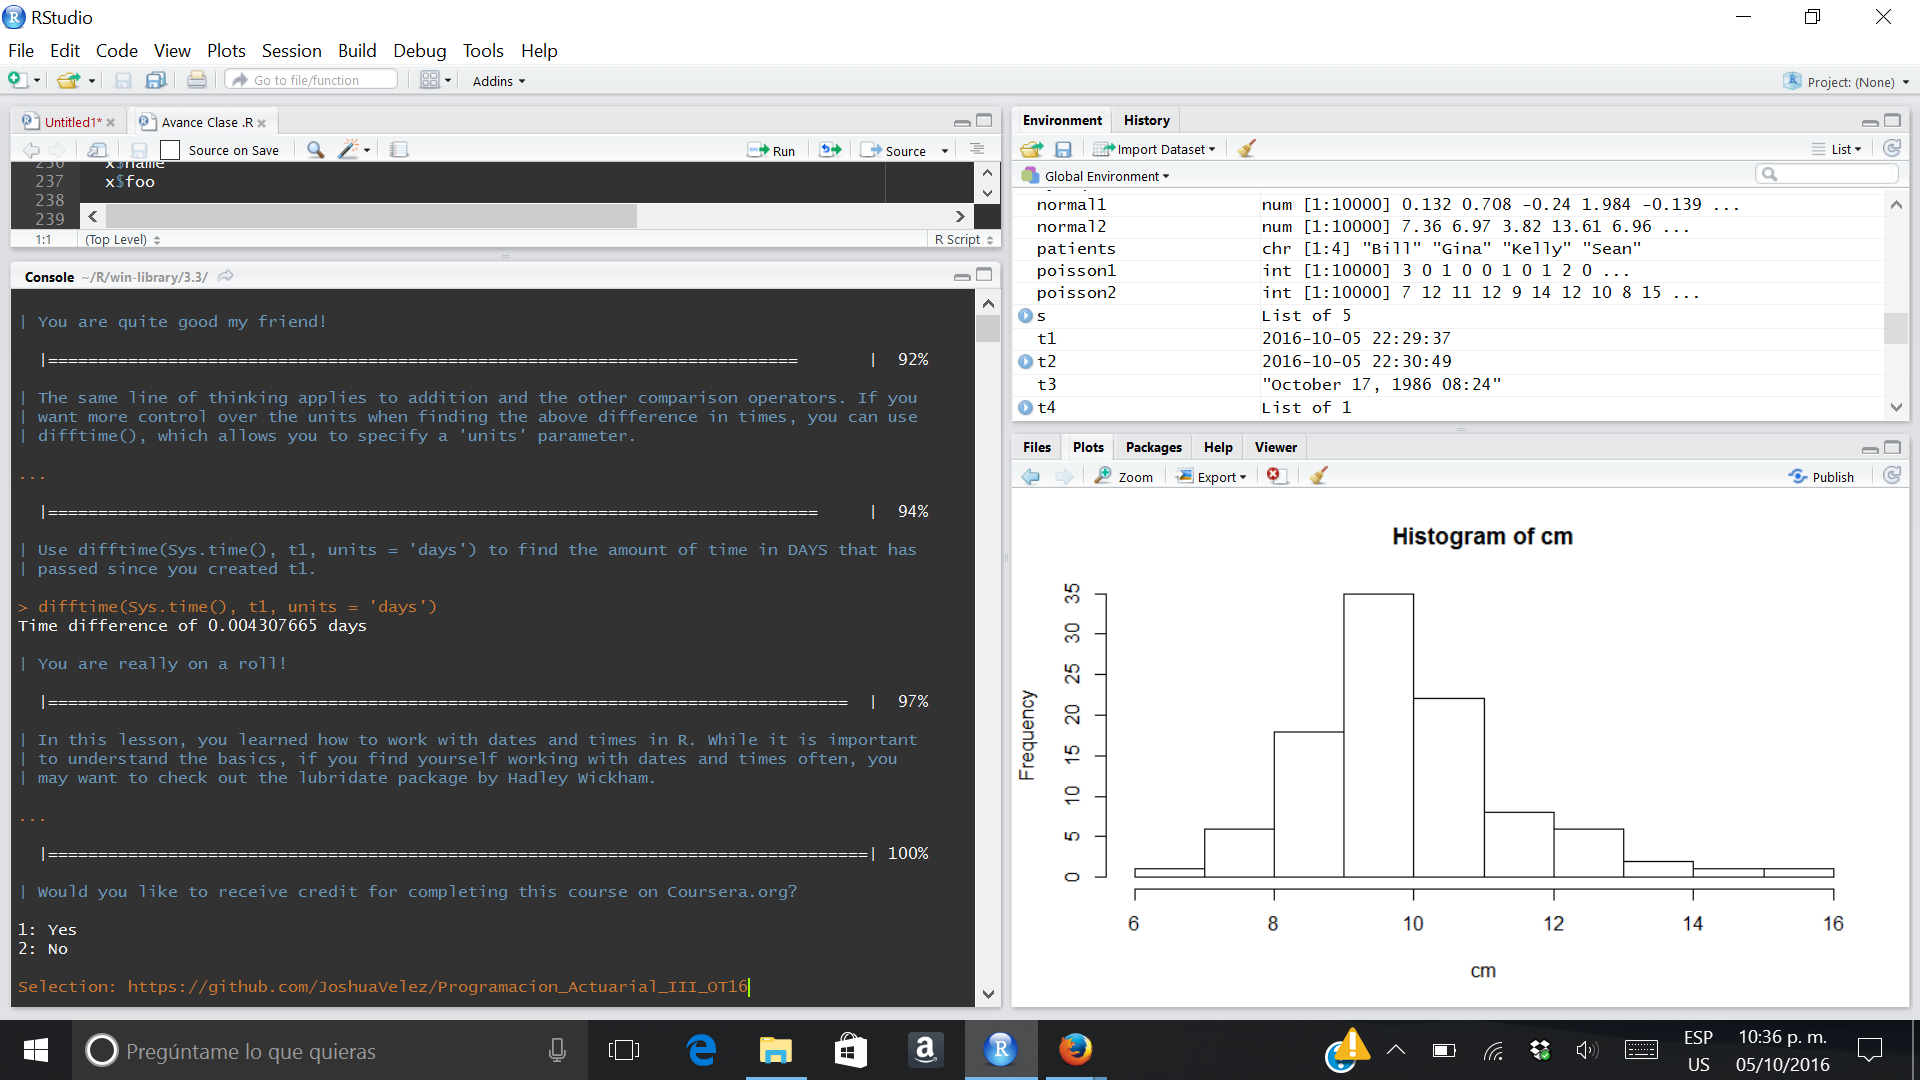 RStudio
File Edit Code View Plots Session Build Debug Tools Help
Go to file/function Addins Project: (None)
Untitled1* Avance Clase .R
Source on Save Run Source
236 x$name
237 x$foo
238
239
1:1 (Top Level) R Script
Console ~/R/win-library/3.3/
| You are quite good my friend!
|=========================================================================== | 92%
| The same line of thinking applies to addition and the other comparison operators. If you
| want more control over the units when finding the above difference in times, you can use
| difftime(), which allows you to specify a 'units' parameter.
...
|============================================================================= | 94%
| Use difftime(Sys.time(), t1, units = 'days') to find the amount of time in DAYS that has
| passed since you created t1.
> difftime(Sys.time(), t1, units = 'days')
Time difference of 0.004307665 days
| You are really on a roll!
|================================================================================ | 97%
| In this lesson, you learned how to work with dates and times in R. While it is important
| to understand the basics, if you find yourself working with dates and times often, you
| may want to check out the lubridate package by Hadley Wickham.
...
|==================================================================================| 100%
| Would you like to receive credit for completing this course on Coursera.org?
1: Yes
2: No
Selection: https://github.com/JoshuaVelez/Programacion_Actuarial_III_OT16
Environment History
Import Dataset List
Global Environment
normal1 num [1:10000] 0.132 0.708 -0.24 1.984 -0.139 ...
normal2 num [1:10000] 7.36 6.97 3.82 13.61 6.96 ...
patients chr [1:4] "Bill" "Gina" "Kelly" "Sean"
poisson1 int [1:10000] 3 0 1 0 0 1 0 1 2 0 ...
poisson2 int [1:10000] 7 12 11 12 9 14 12 10 8 15 ...
s List of 5
t1 2016-10-05 22:29:37
t2 2016-10-05 22:30:49
t3 "October 17, 1986 08:24"
t4 List of 1
Files Plots Packages Help Viewer
Zoom Export Publish
Histogram of cm
Frequency
35
30
25
20
15
10
5
0
6 8 10 12 14 16
cm
Pregúntame lo que quieras
ESP
US
10:36 p. m.
05/10/2016